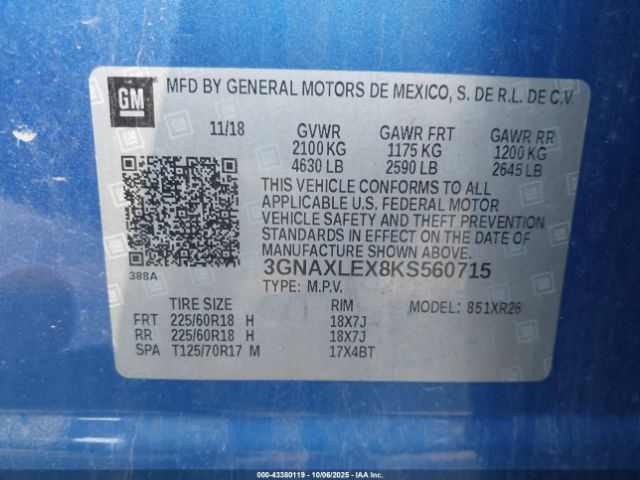 GM
MFD BY GENERAL MOTORS DE MEXICO, S. DE R.L. DE C.V.
11/18 GVWR GAWR FRT GAWR RR
2100 KG 1175 KG 1200 KG
4630 LB 2590 LB 2645 LB
THIS VEHICLE CONFORMS TO ALL
APPLICABLE U.S. FEDERAL MOTOR
VEHICLE SAFETY AND THEFT PREVENTION
STANDARDS IN EFFECT ON THE DATE OF
MANUFACTURE SHOWN ABOVE.
388A
3GNAXLEX8KS560715
TYPE: M.P.V.
TIRE SIZE RIM MODEL: 851XR26
FRT 225/60R18 H 18X7J
RR 225/60R18 H 18X7J
SPA T125/70R17 M 17X4BT
00-43380119 | 10/06/2025 | IAAI.COM